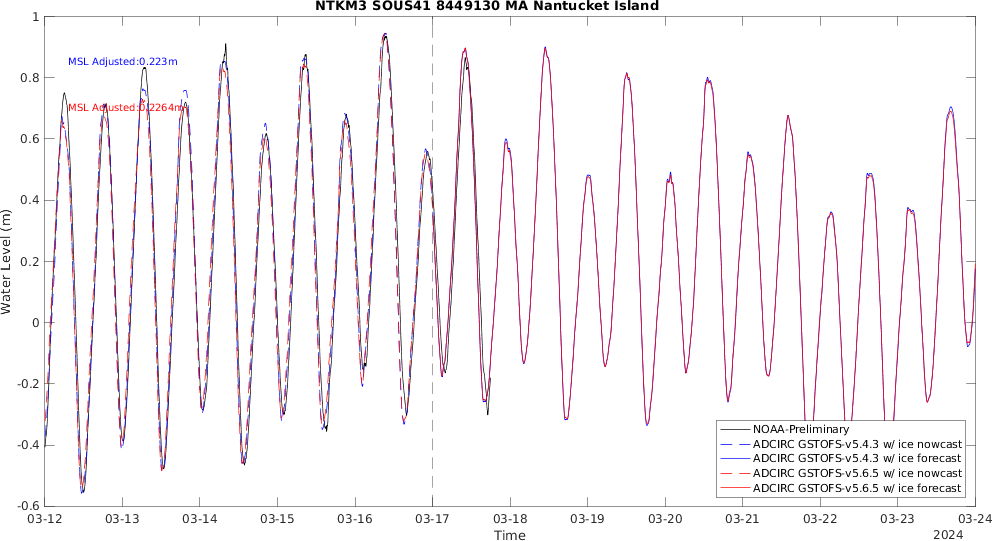 NTKM3 SOUS41 8449130 MA Nantucket Island
1
0.8
0.6
0.4
0.2
0
-0.2
-0.4
-0.6
Water Level (m)
MSL Adjusted:0.223m
MSL Adjusted:0.2264m
NOAA-Preliminary
ADCIRC GSTOFS-v5.4.3 w/ ice nowcast
ADCIRC GSTOFS-v5.4.3 w/ ice forecast
ADCIRC GSTOFS-v5.6.5 w/ ice nowcast
ADCIRC GSTOFS-v5.6.5 w/ ice forecast
03-12 03-13 03-14 03-15 03-16 03-17 03-18 03-19 03-20 03-21 03-22 03-23 03-24
Time
2024